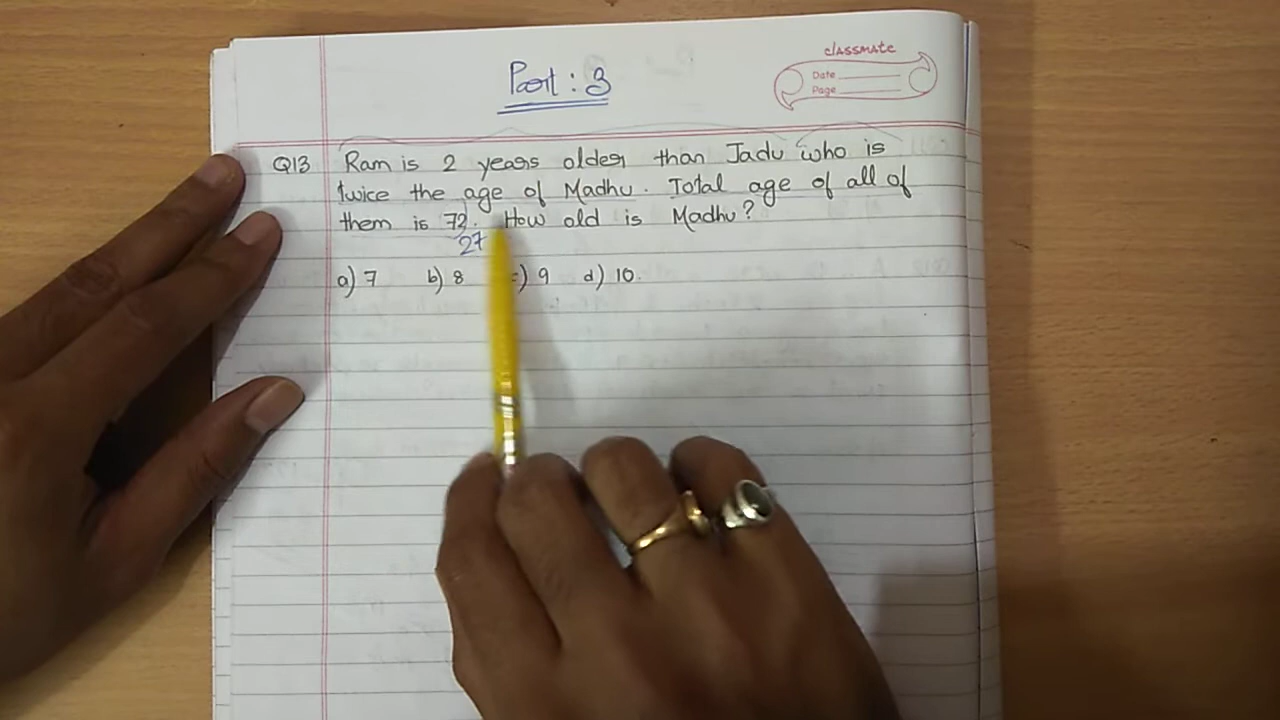 classmate
Date
Page
Part : 3
Q13 Ram is 2 years older than Jadu who is
twice the age of Madhu. Total age of all of
them is 72. How old is Madhu?
27
a) 7 b) 8 c) 9 d) 10.